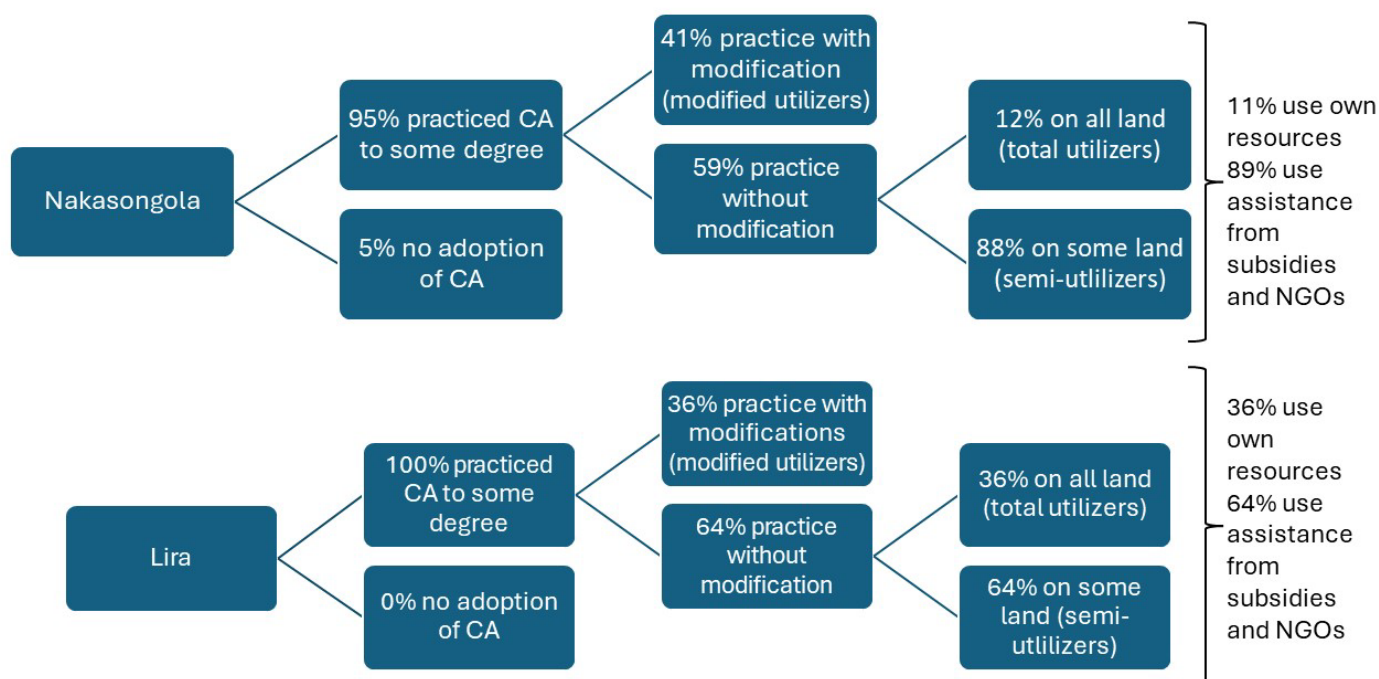 Nakasongola
95% practiced CA
to some degree
5% no adoption
of CA
41% practice with
modification
(modified utilizers)
59% practice
without
modification
12% on all land
(total utilizers)
88% on some land
(semi-utlilizers)
11% use own
resources
89% use
assistance
from
subsidies
and NGOs
Lira
100% practiced
CA to some
degree
0% no adoption
of CA
36% practice with
modifications
(modified utilizers)
64% practice
without
modification
36% on all land
(total utilizers)
64% on some
land (semi-
utlilizers)
36% use
own
resources
64% use
assistance
from
subsidies
and NGOs